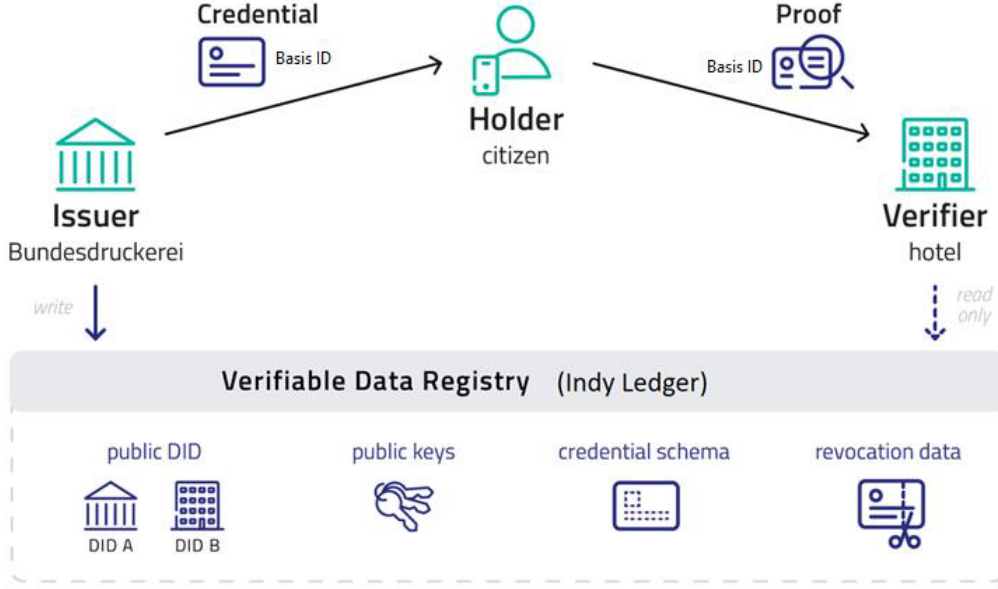 Credential
Basis ID
Proof
Basis ID
Holder
citizen
Issuer
Bundesdruckerei
Verifier
hotel
write
read
only
Verifiable Data Registry (Indy Ledger)
public DID
public keys
credential schema
revocation data
DID A
DID B